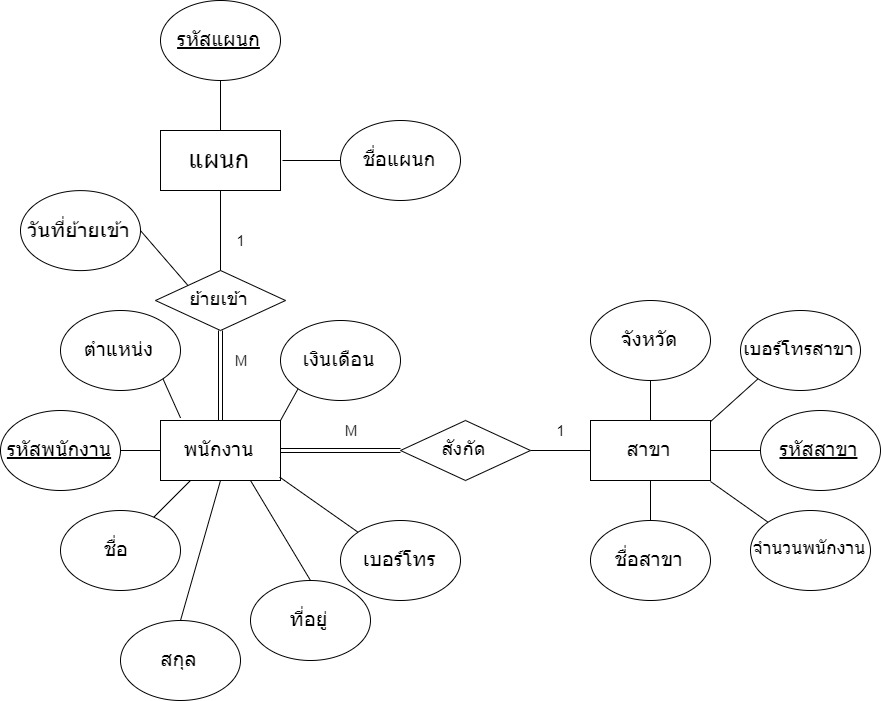 รหัสแผนก
แผนก
ชื่อแผนก
วันที่ย้ายเข้า
1
ย้ายเข้า
ตำแหน่ง
M
เงินเดือน
จังหวัด
เบอร์โทรสาขา
รหัสพนักงาน
พนักงาน
M
สังกัด
1
สาขา
รหัสสาขา
ชื่อ
เบอร์โทร
ชื่อสาขา
จำนวนพนักงาน
ที่อยู่
สกุล